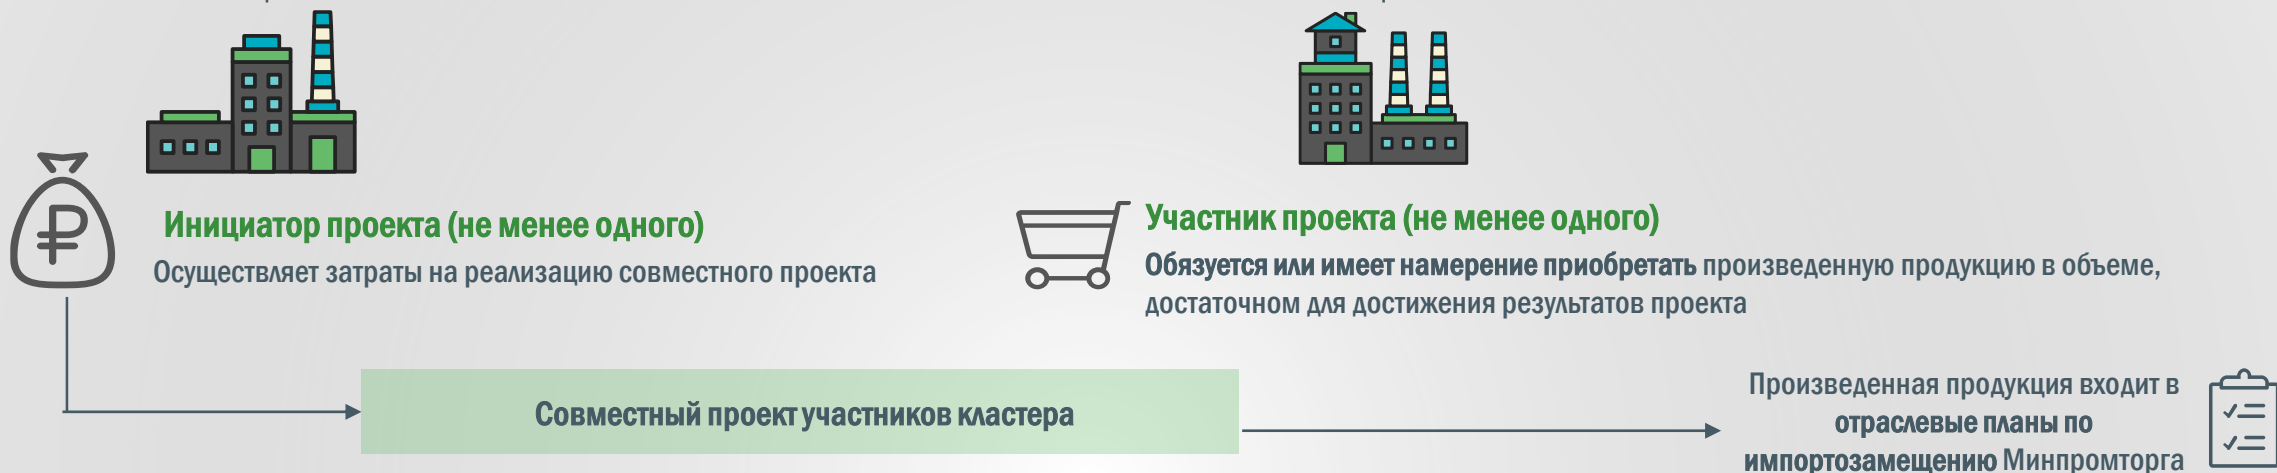 Инициатор проекта (не менее одного)
Осуществляет затраты на реализацию совместного проекта
Участник проекта (не менее одного)
Обязуется или имеет намерение приобретать произведенную продукцию в объеме,
достаточном для достижения результатов проекта
Совместный проект участников кластера
Произведенная продукция входит в
отраслевые планы по
импортозамещению Минпромторга